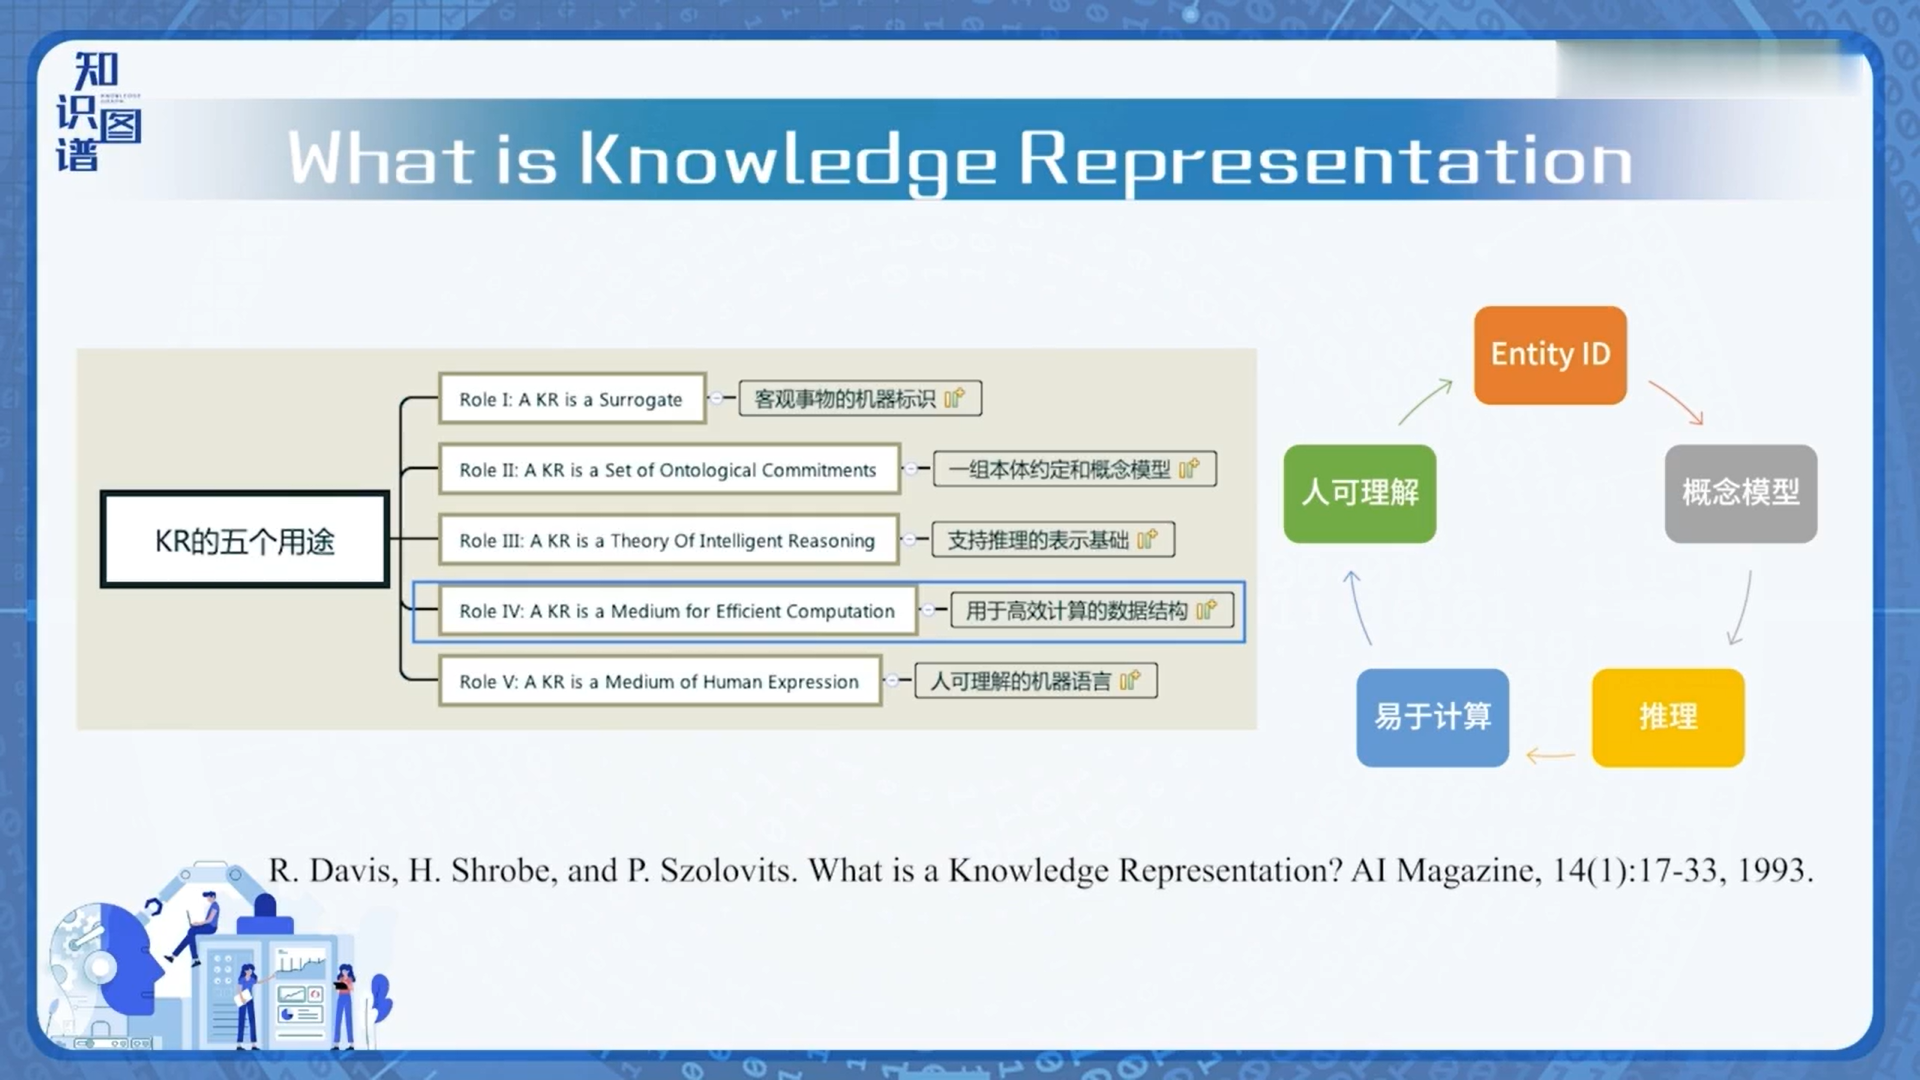 知识图谱
KNOWLEDGE
GRAPH
What is Knowledge Representation
KR的五个用途
Role I: A KR is a Surrogate
客观事物的机器标识
Role II: A KR is a Set of Ontological Commitments
一组本体约定和概念模型
Role III: A KR is a Theory Of Intelligent Reasoning
支持推理的表示基础
Role IV: A KR is a Medium for Efficient Computation
用于高效计算的数据结构
Role V: A KR is a Medium of Human Expression
人可理解的机器语言
Entity ID
概念模型
推理
易于计算
人可理解
R. Davis, H. Shrobe, and P. Szolovits. What is a Knowledge Representation? AI Magazine, 14(1):17-33, 1993.